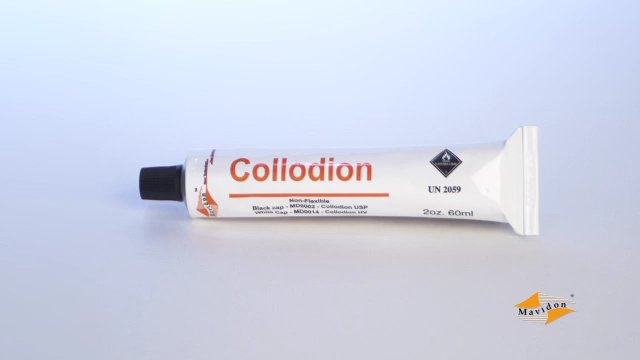 Collodion
Non-Flexible
Black cap - MD0002 - Collodion USP
White Cap - MD0014 - Collodion HV
UN 2059
2oz. 60ml
Mavidon